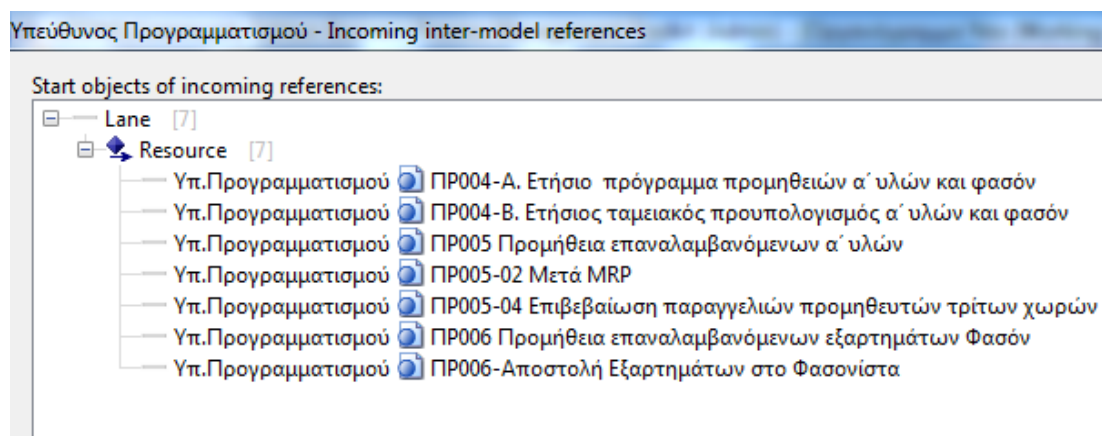 Υπεύθυνος Προγραμματισμού - Incoming inter-model references
Start objects of incoming references:
Lane [7]
Resource [7]
Υπ.Προγραμματισμού ΠΡ004-Α. Ετήσιο πρόγραμμα προμηθειών α΄ υλών και φασόν
Υπ.Προγραμματισμού ΠΡ004-Β. Ετήσιος ταμειακός προυπολογισμός α΄ υλών και φασόν
Υπ.Προγραμματισμού ΠΡ005 Προμήθεια επαναλαμβανόμενων α΄ υλών
Υπ.Προγραμματισμού ΠΡ005-02 Μετά MRP
Υπ.Προγραμματισμού ΠΡ005-04 Επιβεβαίωση παραγγελιών προμηθευτών τρίτων χωρών
Υπ.Προγραμματισμού ΠΡ006 Προμήθεια επαναλαμβανόμενων εξαρτημάτων Φασόν
Υπ.Προγραμματισμού ΠΡ006-Αποστολή Εξαρτημάτων στο Φασονίστα